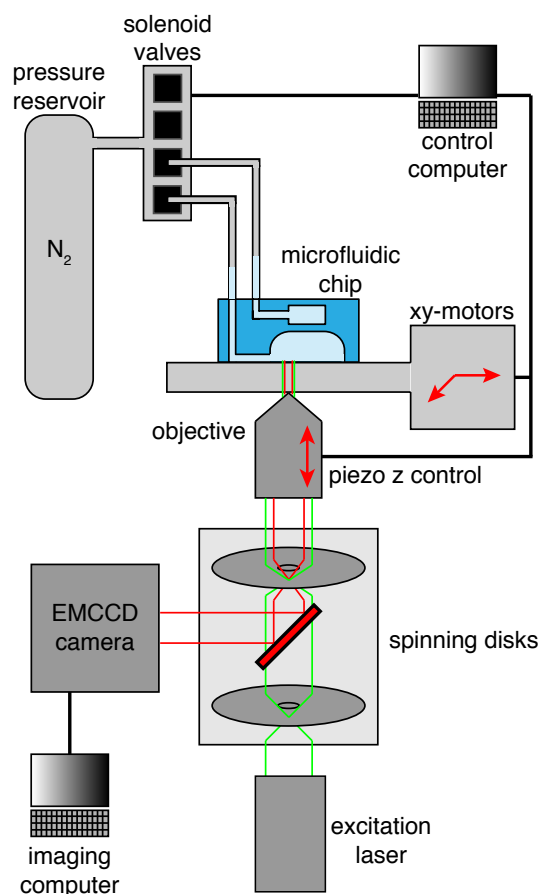 solenoid
valves
pressure
reservoir
control
computer
N₂
microfluidic
chip
xy-motors
objective
piezo z control
EMCCD
camera
spinning disks
imaging
computer
excitation
laser